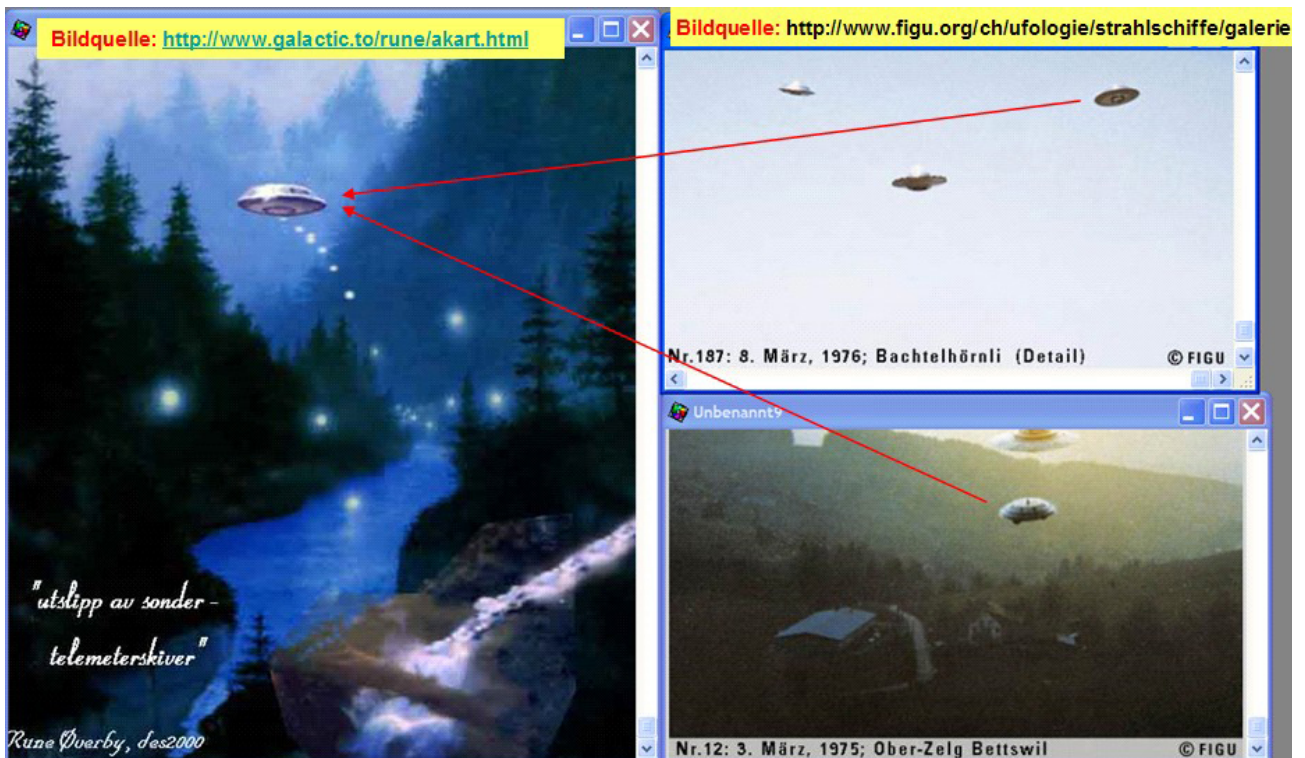 Bildquelle: http://www.galactic.to/rune/akart.html
"utslipp av sonder -
telemeterskiver"
Rune Øverby, des2000
Bildquelle: http://www.figu.org/ch/ufologie/strahlschiffe/galerie
Nr.187: 8. März, 1976; Bachtelhörnli (Detail) © FIGU
Unbenannt9
Nr.12: 3. März, 1975; Ober-Zelg Bettswil © FIGU